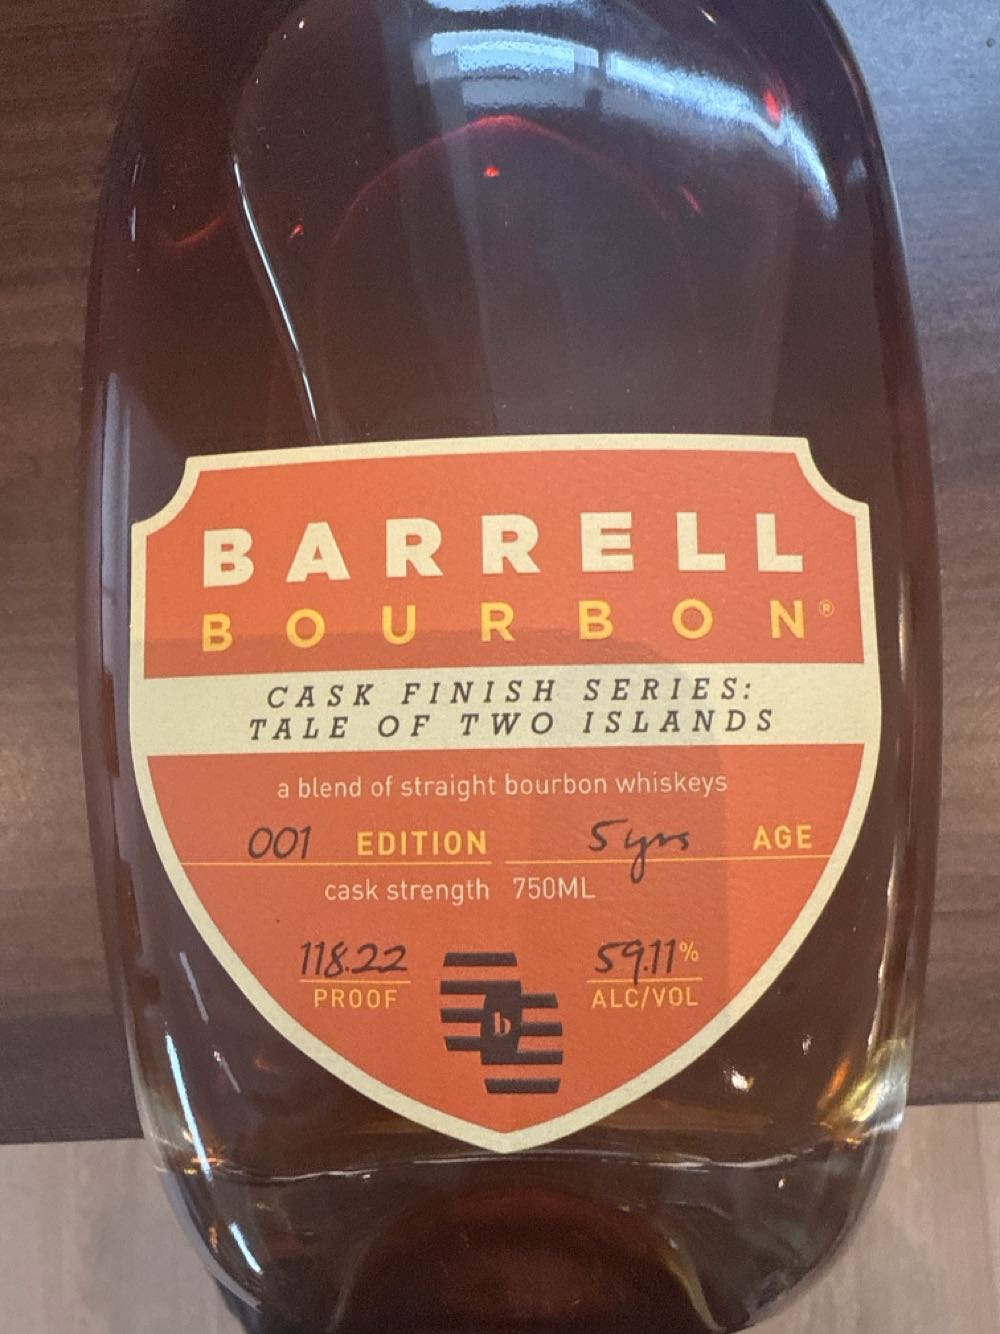 BARRELL
BOURBON®
CASK FINISH SERIES:
TALE OF TWO ISLANDS
a blend of straight bourbon whiskeys
001 EDITION 5 yrs AGE
cask strength 750ML
118.22 59.11%
PROOF ALC/VOL
b